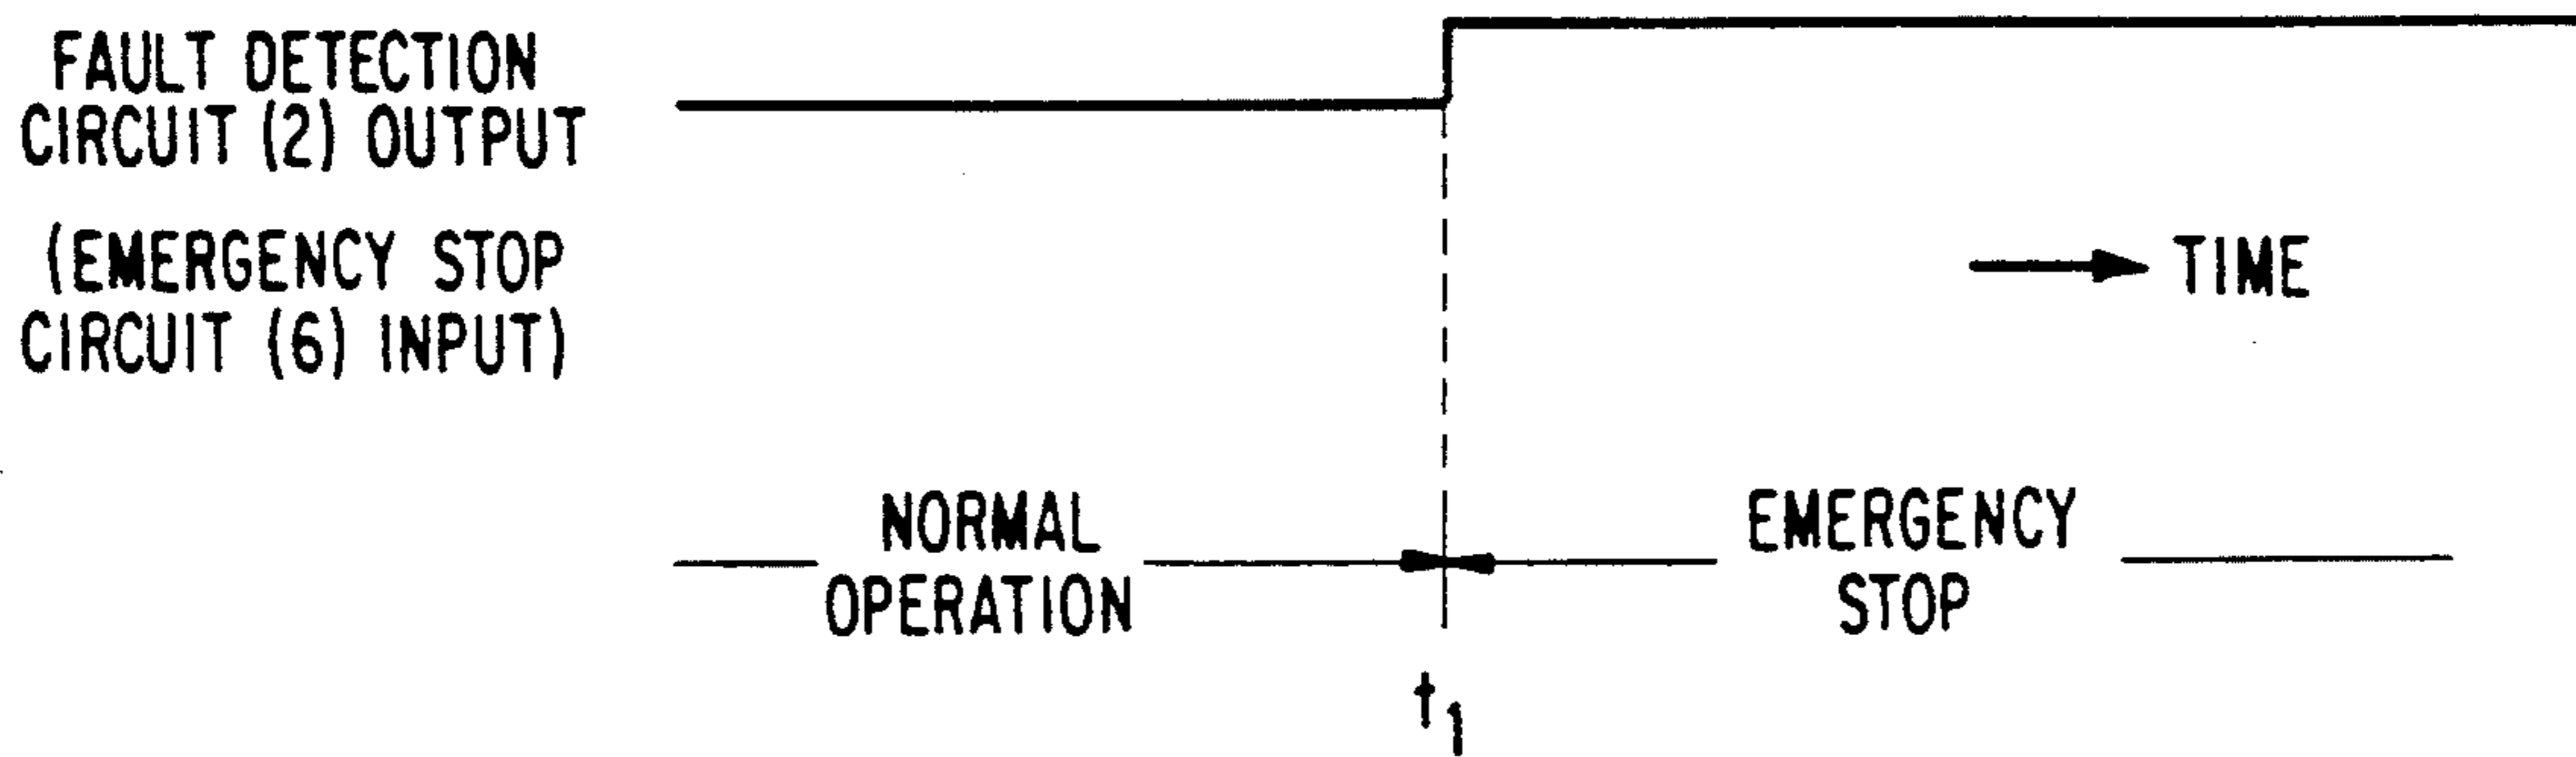 FAULT DETECTION
CIRCUIT (2) OUTPUT
(EMERGENCY STOP
CIRCUIT (6) INPUT)
TIME
NORMAL
OPERATION
EMERGENCY
STOP
t1